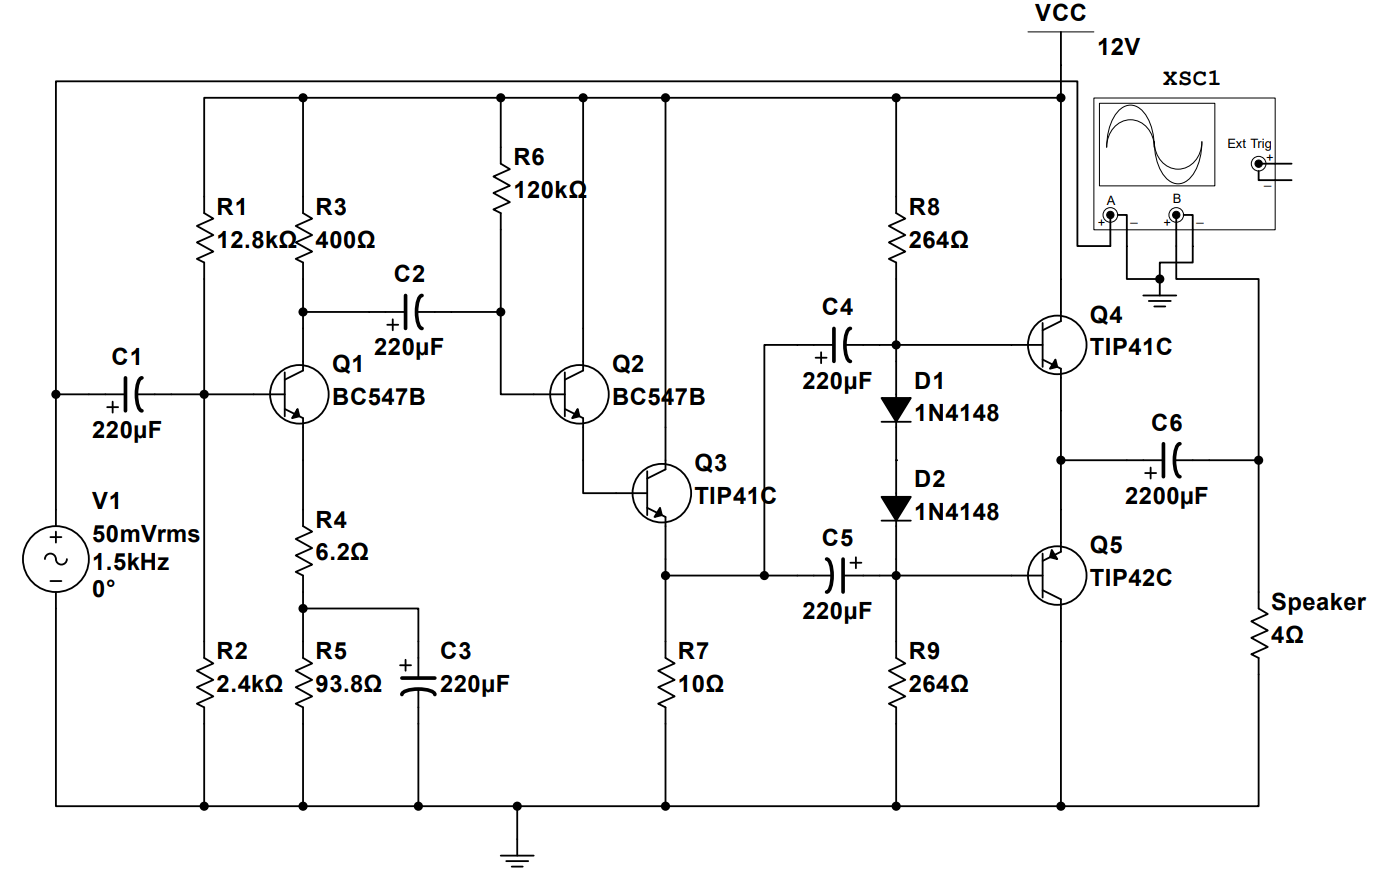 VCC
12V
XSC1
Ext Trig
+
−
A
B
+
−
+
−
R1
12.8kΩ
R3
400Ω
R6
120kΩ
R8
264Ω
C2
+
220µF
C1
+
220µF
Q1
BC547B
Q2
BC547B
C4
+
220µF
Q4
TIP41C
D1
1N4148
Q3
TIP41C
C6
+
2200µF
D2
1N4148
V1
50mVrms
1.5kHz
0°
+
−
R4
6.2Ω
C5
+
220µF
Q5
TIP42C
Speaker
4Ω
R2
2.4kΩ
R5
93.8Ω
C3
+
220µF
R7
10Ω
R9
264Ω